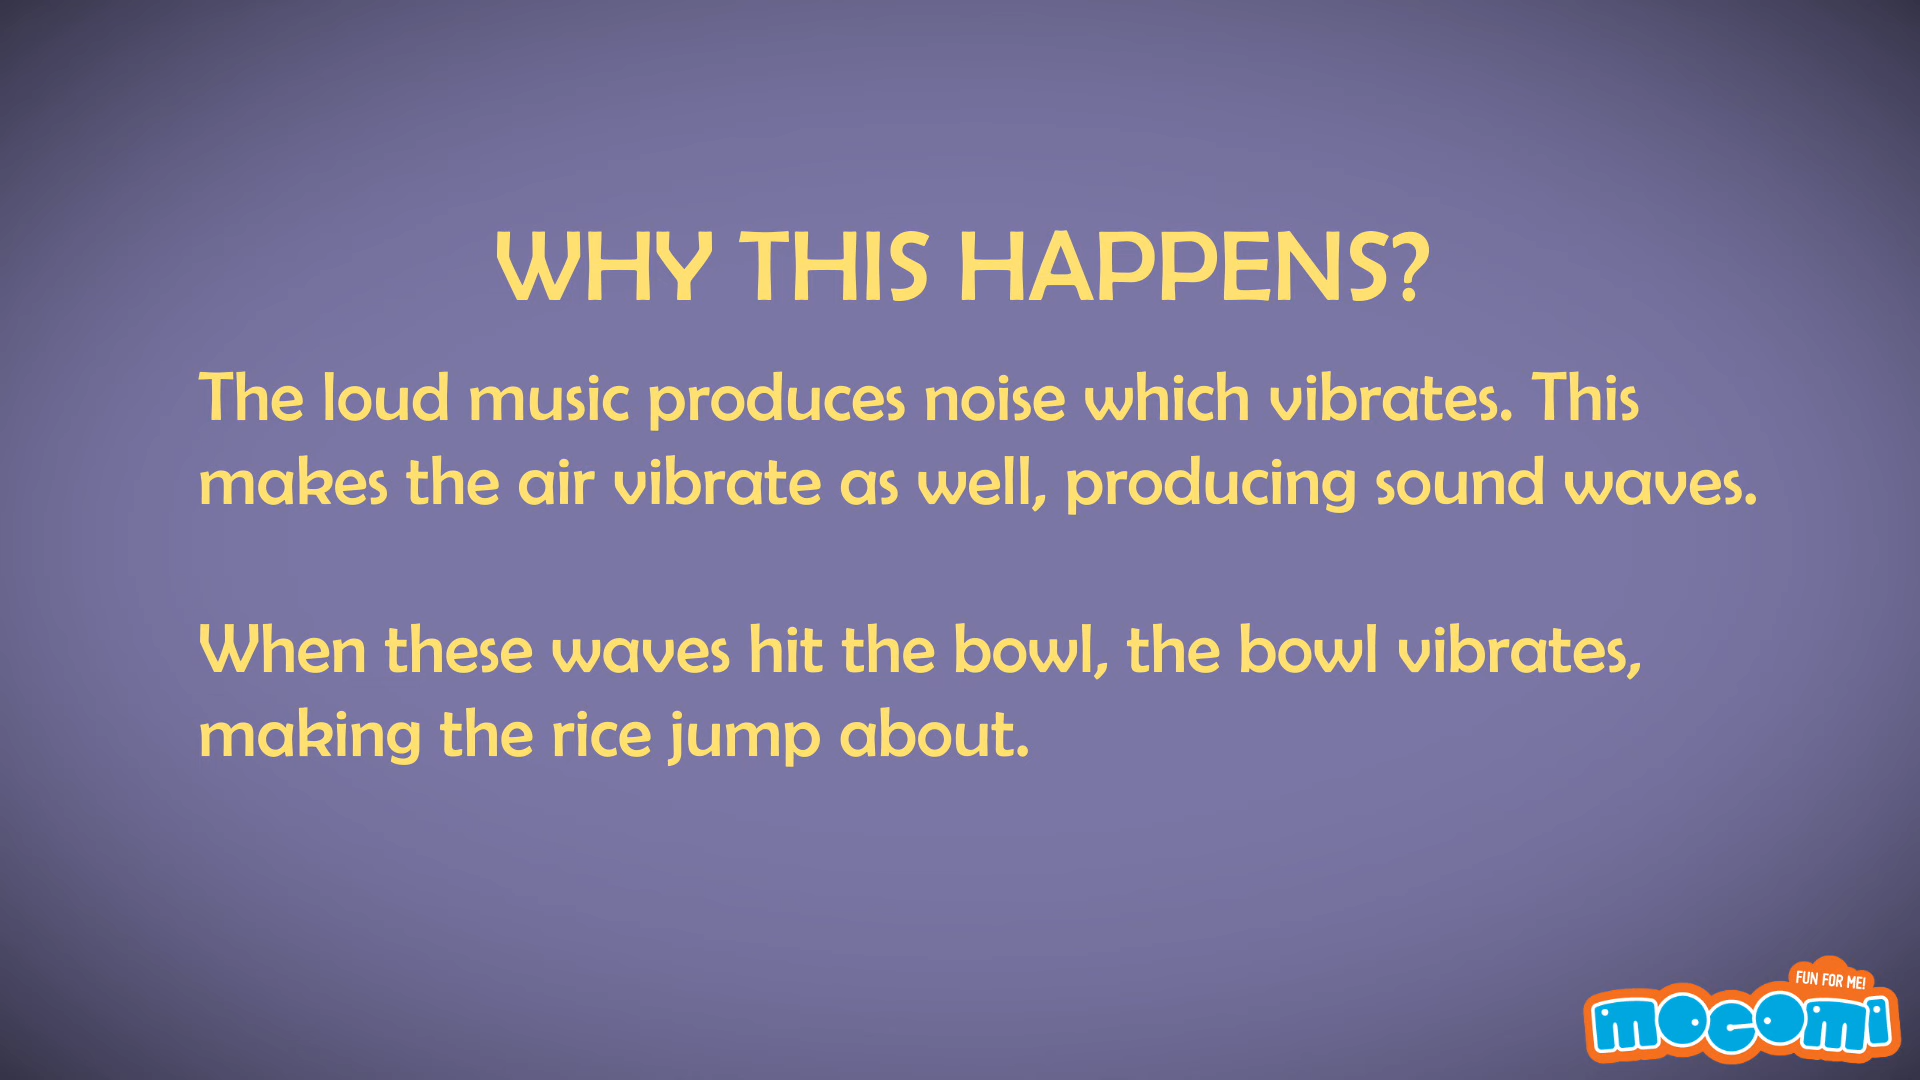 WHY THIS HAPPENS?
The loud music produces noise which vibrates. This
makes the air vibrate as well, producing sound waves.
When these waves hit the bowl, the bowl vibrates,
making the rice jump about.
FUN FOR ME!
mocomi